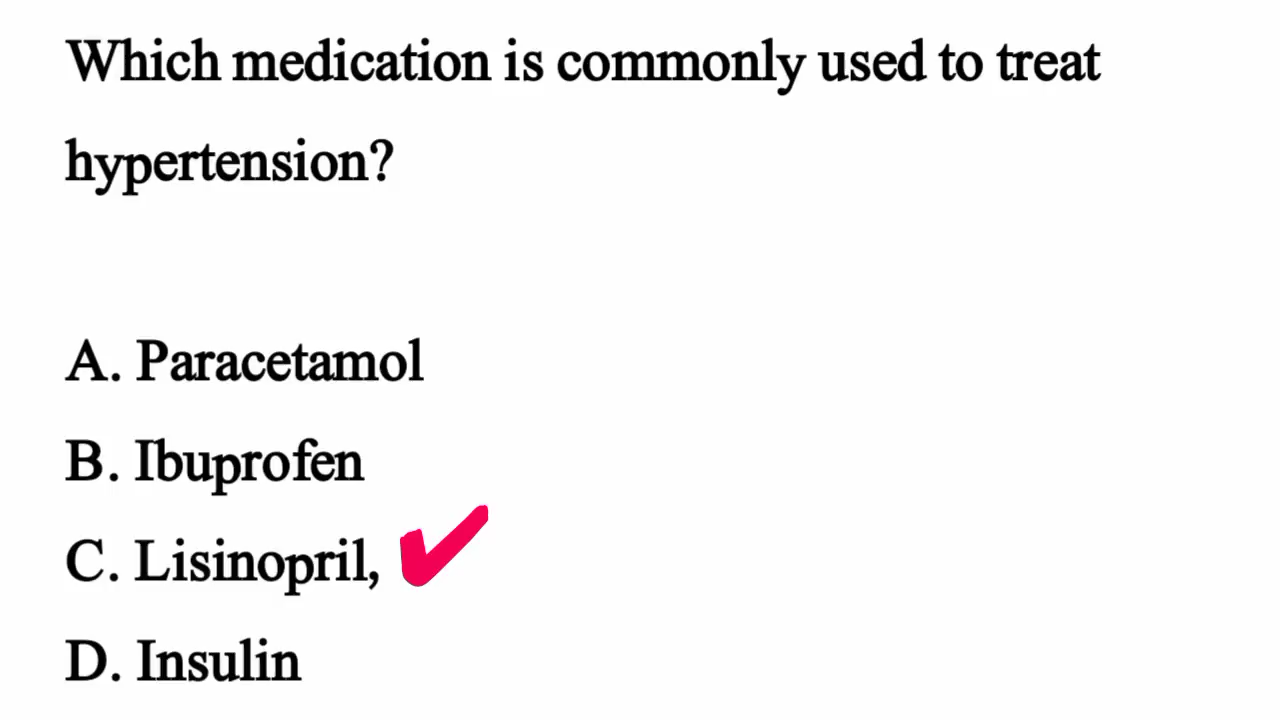 Which medication is commonly used to treat
hypertension?
A. Paracetamol
B. Ibuprofen
C. Lisinopril,
D. Insulin